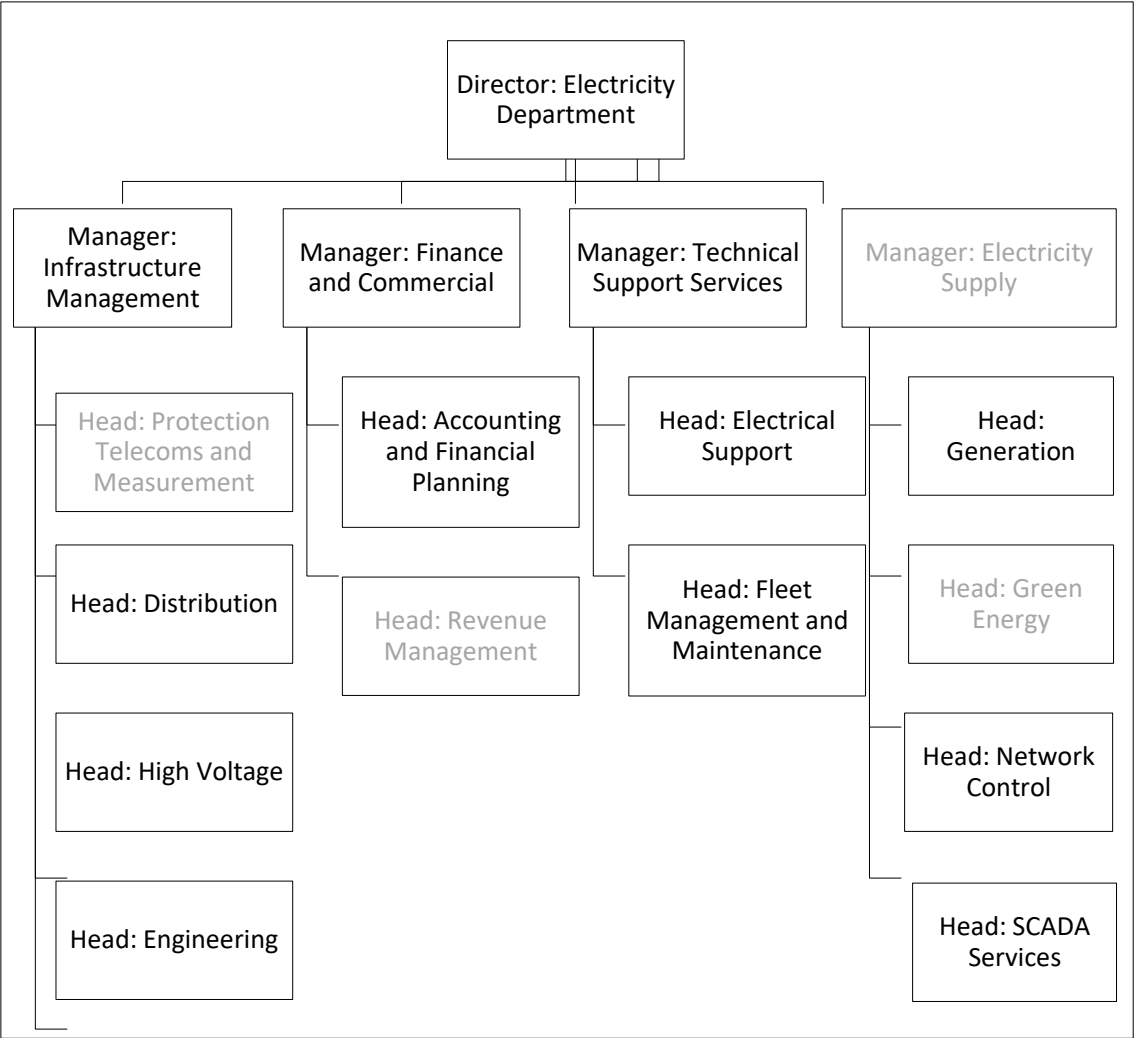 Director: Electricity
Department
Manager:
Infrastructure
Management
Manager: Finance
and Commercial
Manager: Technical
Support Services
Manager: Electricity
Supply
Head: Protection
Telecoms and
Measurement
Head: Distribution
Head: High Voltage
Head: Engineering
Head: Accounting
and Financial
Planning
Head: Revenue
Management
Head: Electrical
Support
Head: Fleet
Management and
Maintenance
Head:
Generation
Head: Green
Energy
Head: Network
Control
Head: SCADA
Services